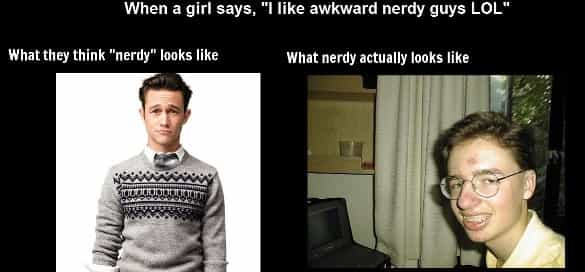 When a girl says, "I like awkward nerdy guys LOL"
What they think "nerdy" looks like
What nerdy actually looks like